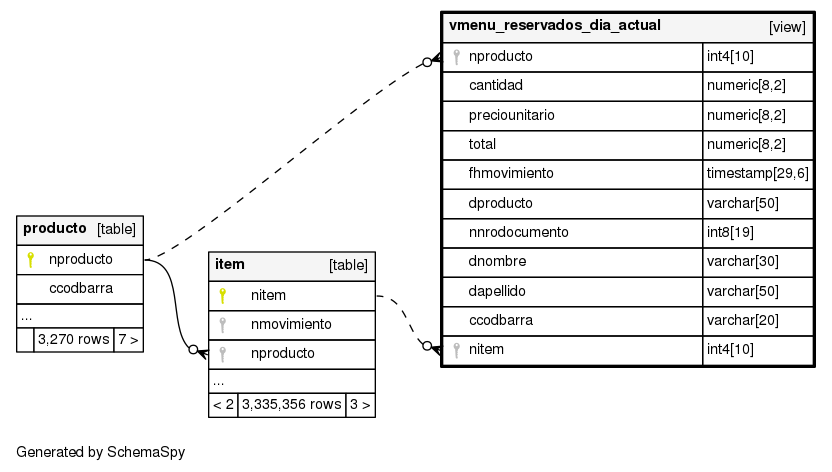 vmenu_reservados_dia_actual [view]
nproducto int4[10]
cantidad numeric[8,2]
preciounitario numeric[8,2]
total numeric[8,2]
fhmovimiento timestamp[29,6]
dproducto varchar[50]
nnrodocumento int8[19]
dnombre varchar[30]
dapellido varchar[50]
ccodbarra varchar[20]
nitem int4[10]
producto [table]
nproducto
ccodbarra
...
3,270 rows 7 >
item [table]
nitem
nmovimiento
nproducto
...
< 2 3,335,356 rows 3 >
Generated by SchemaSpy